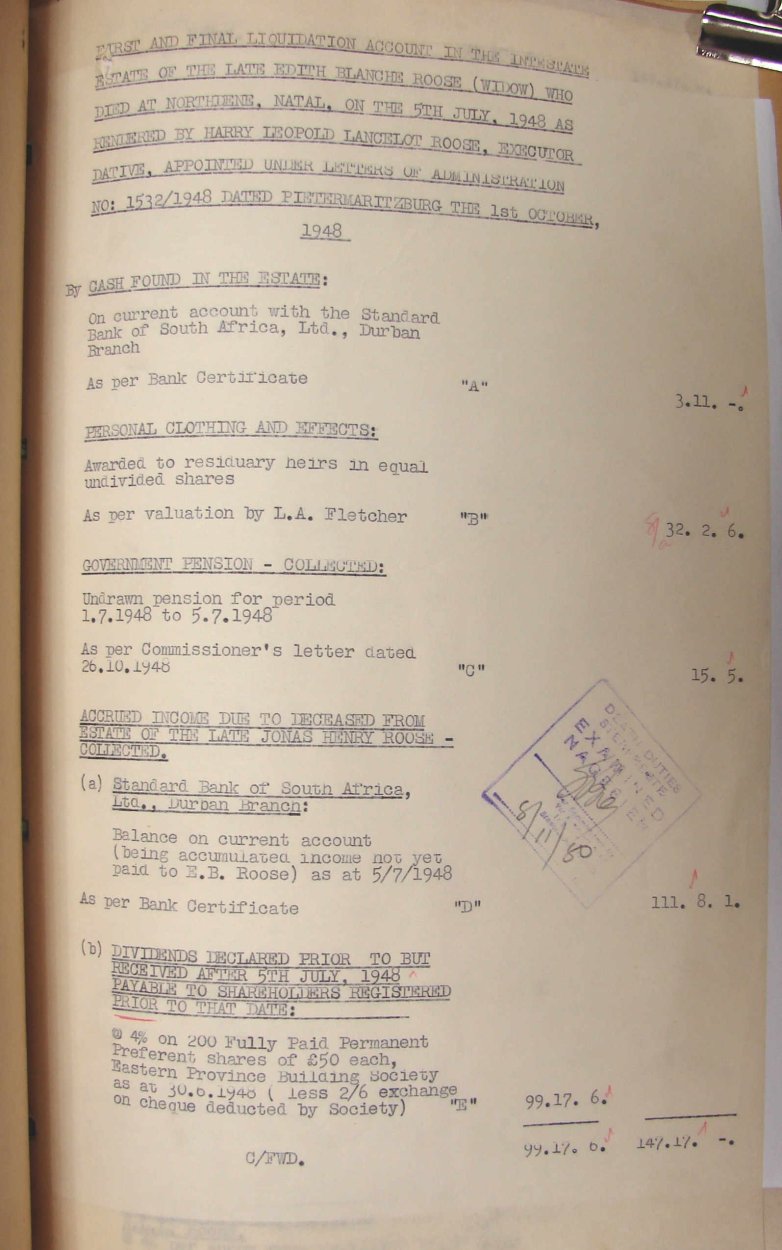 FIRST AND FINAL LIQUIDATION ACCOUNT IN THE INTESTATE
ESTATE OF THE LATE EDITH BLANCHE ROOSE (WIDOW) WHO
DIED AT NORTHDENE, NATAL, ON THE 5TH JULY, 1948 AS
RENDERED BY HARRY LEOPOLD LANCELOT ROOSE, EXECUTOR
DATIVE, APPOINTED UNDER LETTERS OF ADMINISTRATION
NO: 1532/1948 DATED PIETERMARITZBURG THE 1st OCTOBER,
1948
By CASH FOUND IN THE ESTATE:
On current account with the Standard
Bank of South Africa, Ltd., Durban
Branch
As per Bank Certificate "A" 3.11. -.
PERSONAL CLOTHING AND EFFECTS:
Awarded to residuary heirs in equal
undivided shares
As per valuation by L.A. Fletcher "B" 32. 2. 6.
GOVERNMENT PENSION - COLLECTED:
Undrawn pension for period
1.7.1948 to 5.7.1948
As per Commissioner's letter dated
26.10.1948 "C" 15. 5.
ACCRUED INCOME DUE TO DECEASED FROM
ESTATE OF THE LATE JONAS HENRY ROOSE -
COLLECTED.
(a) Standard Bank of South Africa,
Ltd., Durban Branch:
Balance on current account
(being accumulated income not yet
paid to E.B. Roose) as at 5/7/1948
As per Bank Certificate "D" 111. 8. 1.
DEATH DUTIES
EXAMINED
8/11/50
(b) DIVIDENDS DECLARED PRIOR TO BUT
RECEIVED AFTER 5TH JULY, 1948
PAYABLE TO SHAREHOLDERS REGISTERED
PRIOR TO THAT DATE:
@ 4% on 200 Fully Paid Permanent
Preferent shares of £50 each,
Eastern Province Building Society
as at 30.6.1948 ( less 2/6 exchange
on cheque deducted by Society) "E" 99.17. 6.
99.17. 6. 147.17. -.
C/FWD.